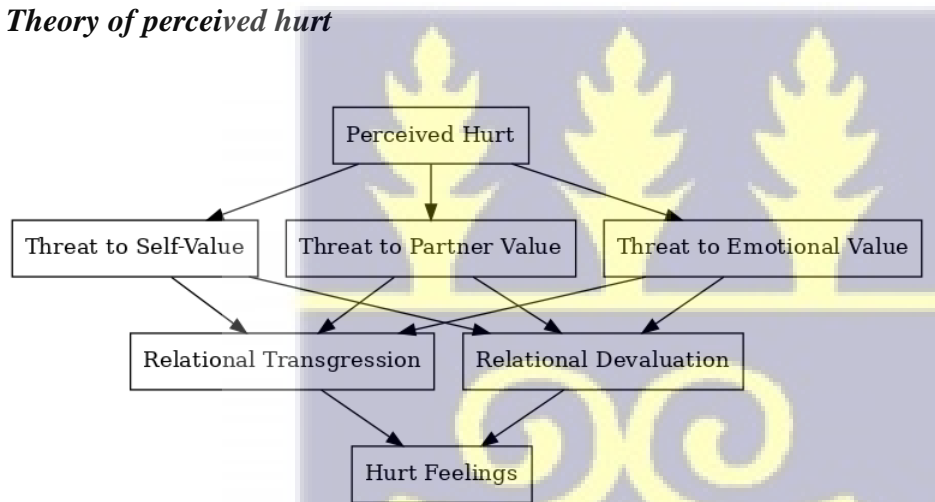 Theory of perceived hurt
Perceived Hurt
Threat to Self-Value
Threat to Partner Value
Threat to Emotional Value
Relational Transgression
Relational Devaluation
Hurt Feelings